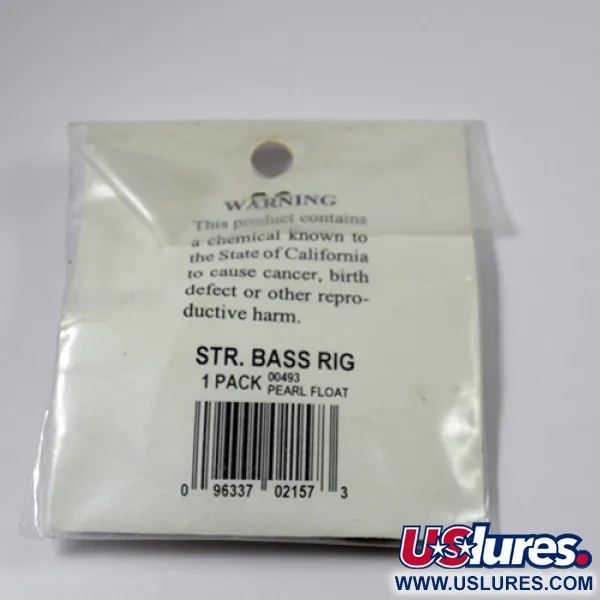 WARNING
This product contains
a chemical known to
the State of California
to cause cancer, birth
defect or other repro-
ductive harm.
STR. BASS RIG
1 PACK 00493
PEARL FLOAT
0 96337 02157 3
USlures.
WWW.USLURES.COM